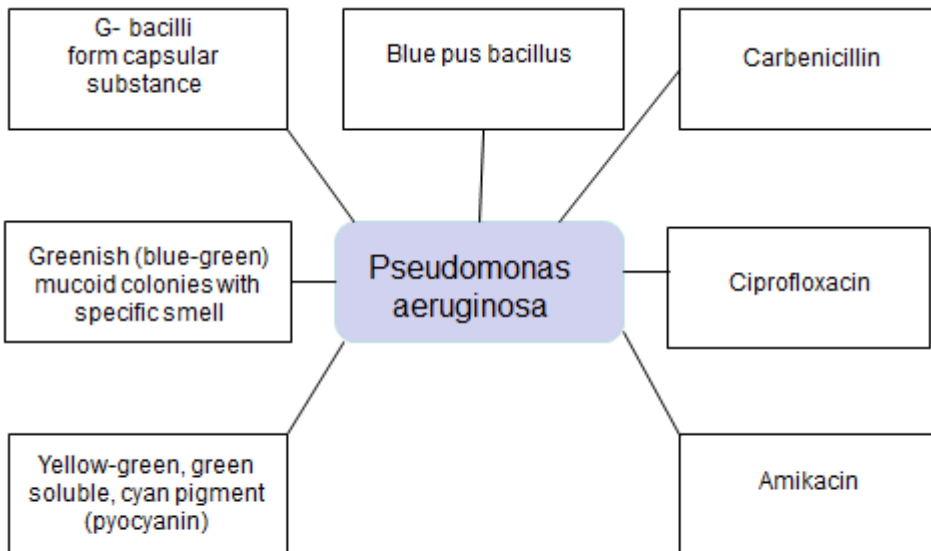 G- bacilli
form capsular
substance
Blue pus bacillus
Carbenicillin
Greenish (blue-green)
mucoid colonies with
specific smell
Pseudomonas
aeruginosa
Ciprofloxacin
Yellow-green, green
soluble, cyan pigment
(pyocyanin)
Amikacin